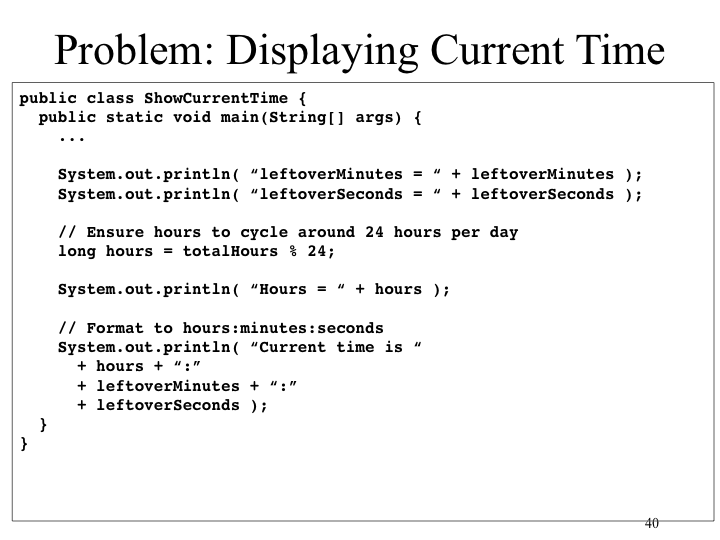 Problem: Displaying Current Time
public class ShowCurrentTime {
  public static void main(String[] args) {
    ...

    System.out.println( “leftoverMinutes = “ + leftoverMinutes );
    System.out.println( “leftoverSeconds = “ + leftoverSeconds );

    // Ensure hours to cycle around 24 hours per day
    long hours = totalHours % 24;

    System.out.println( “Hours = “ + hours );

    // Format to hours:minutes:seconds
    System.out.println( “Current time is “
      + hours + “:”
      + leftoverMinutes + “:”
      + leftoverSeconds );
  }
}
40